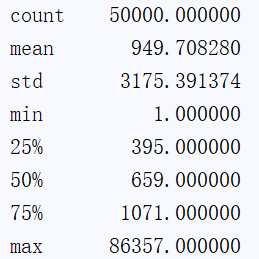 count 50000.000000
mean 949.708280
std 3175.391374
min 1.000000
25% 395.000000
50% 659.000000
75% 1071.000000
max 86357.000000